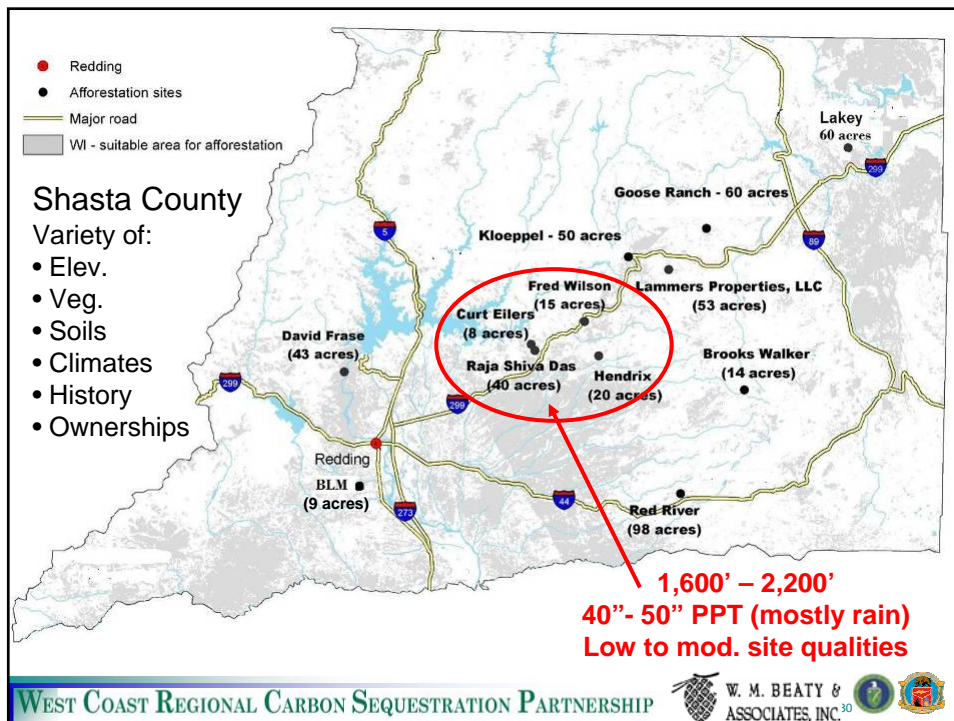 Redding
Afforestation sites
Major road
WI - suitable area for afforestation
Shasta County
Variety of:
• Elev.
• Veg.
• Soils
• Climates
• History
• Ownerships
Lakey
60 acres
299
Goose Ranch - 60 acres
5
89
Kloeppel - 50 acres
Fred Wilson
(15 acres)
Lammers Properties, LLC
(53 acres)
Curt Eilers
(8 acres)
David Frase
(43 acres)
Raja Shiva Das
(40 acres)
Hendrix
(20 acres)
Brooks Walker
(14 acres)
299
299
Redding
BLM
(9 acres)
273
44
Red River
(98 acres)
1,600’ – 2,200’
40”- 50” PPT (mostly rain)
Low to mod. site qualities
WEST COAST REGIONAL CARBON SEQUESTRATION PARTNERSHIP
W. M. BEATY &
ASSOCIATES, INC.
30